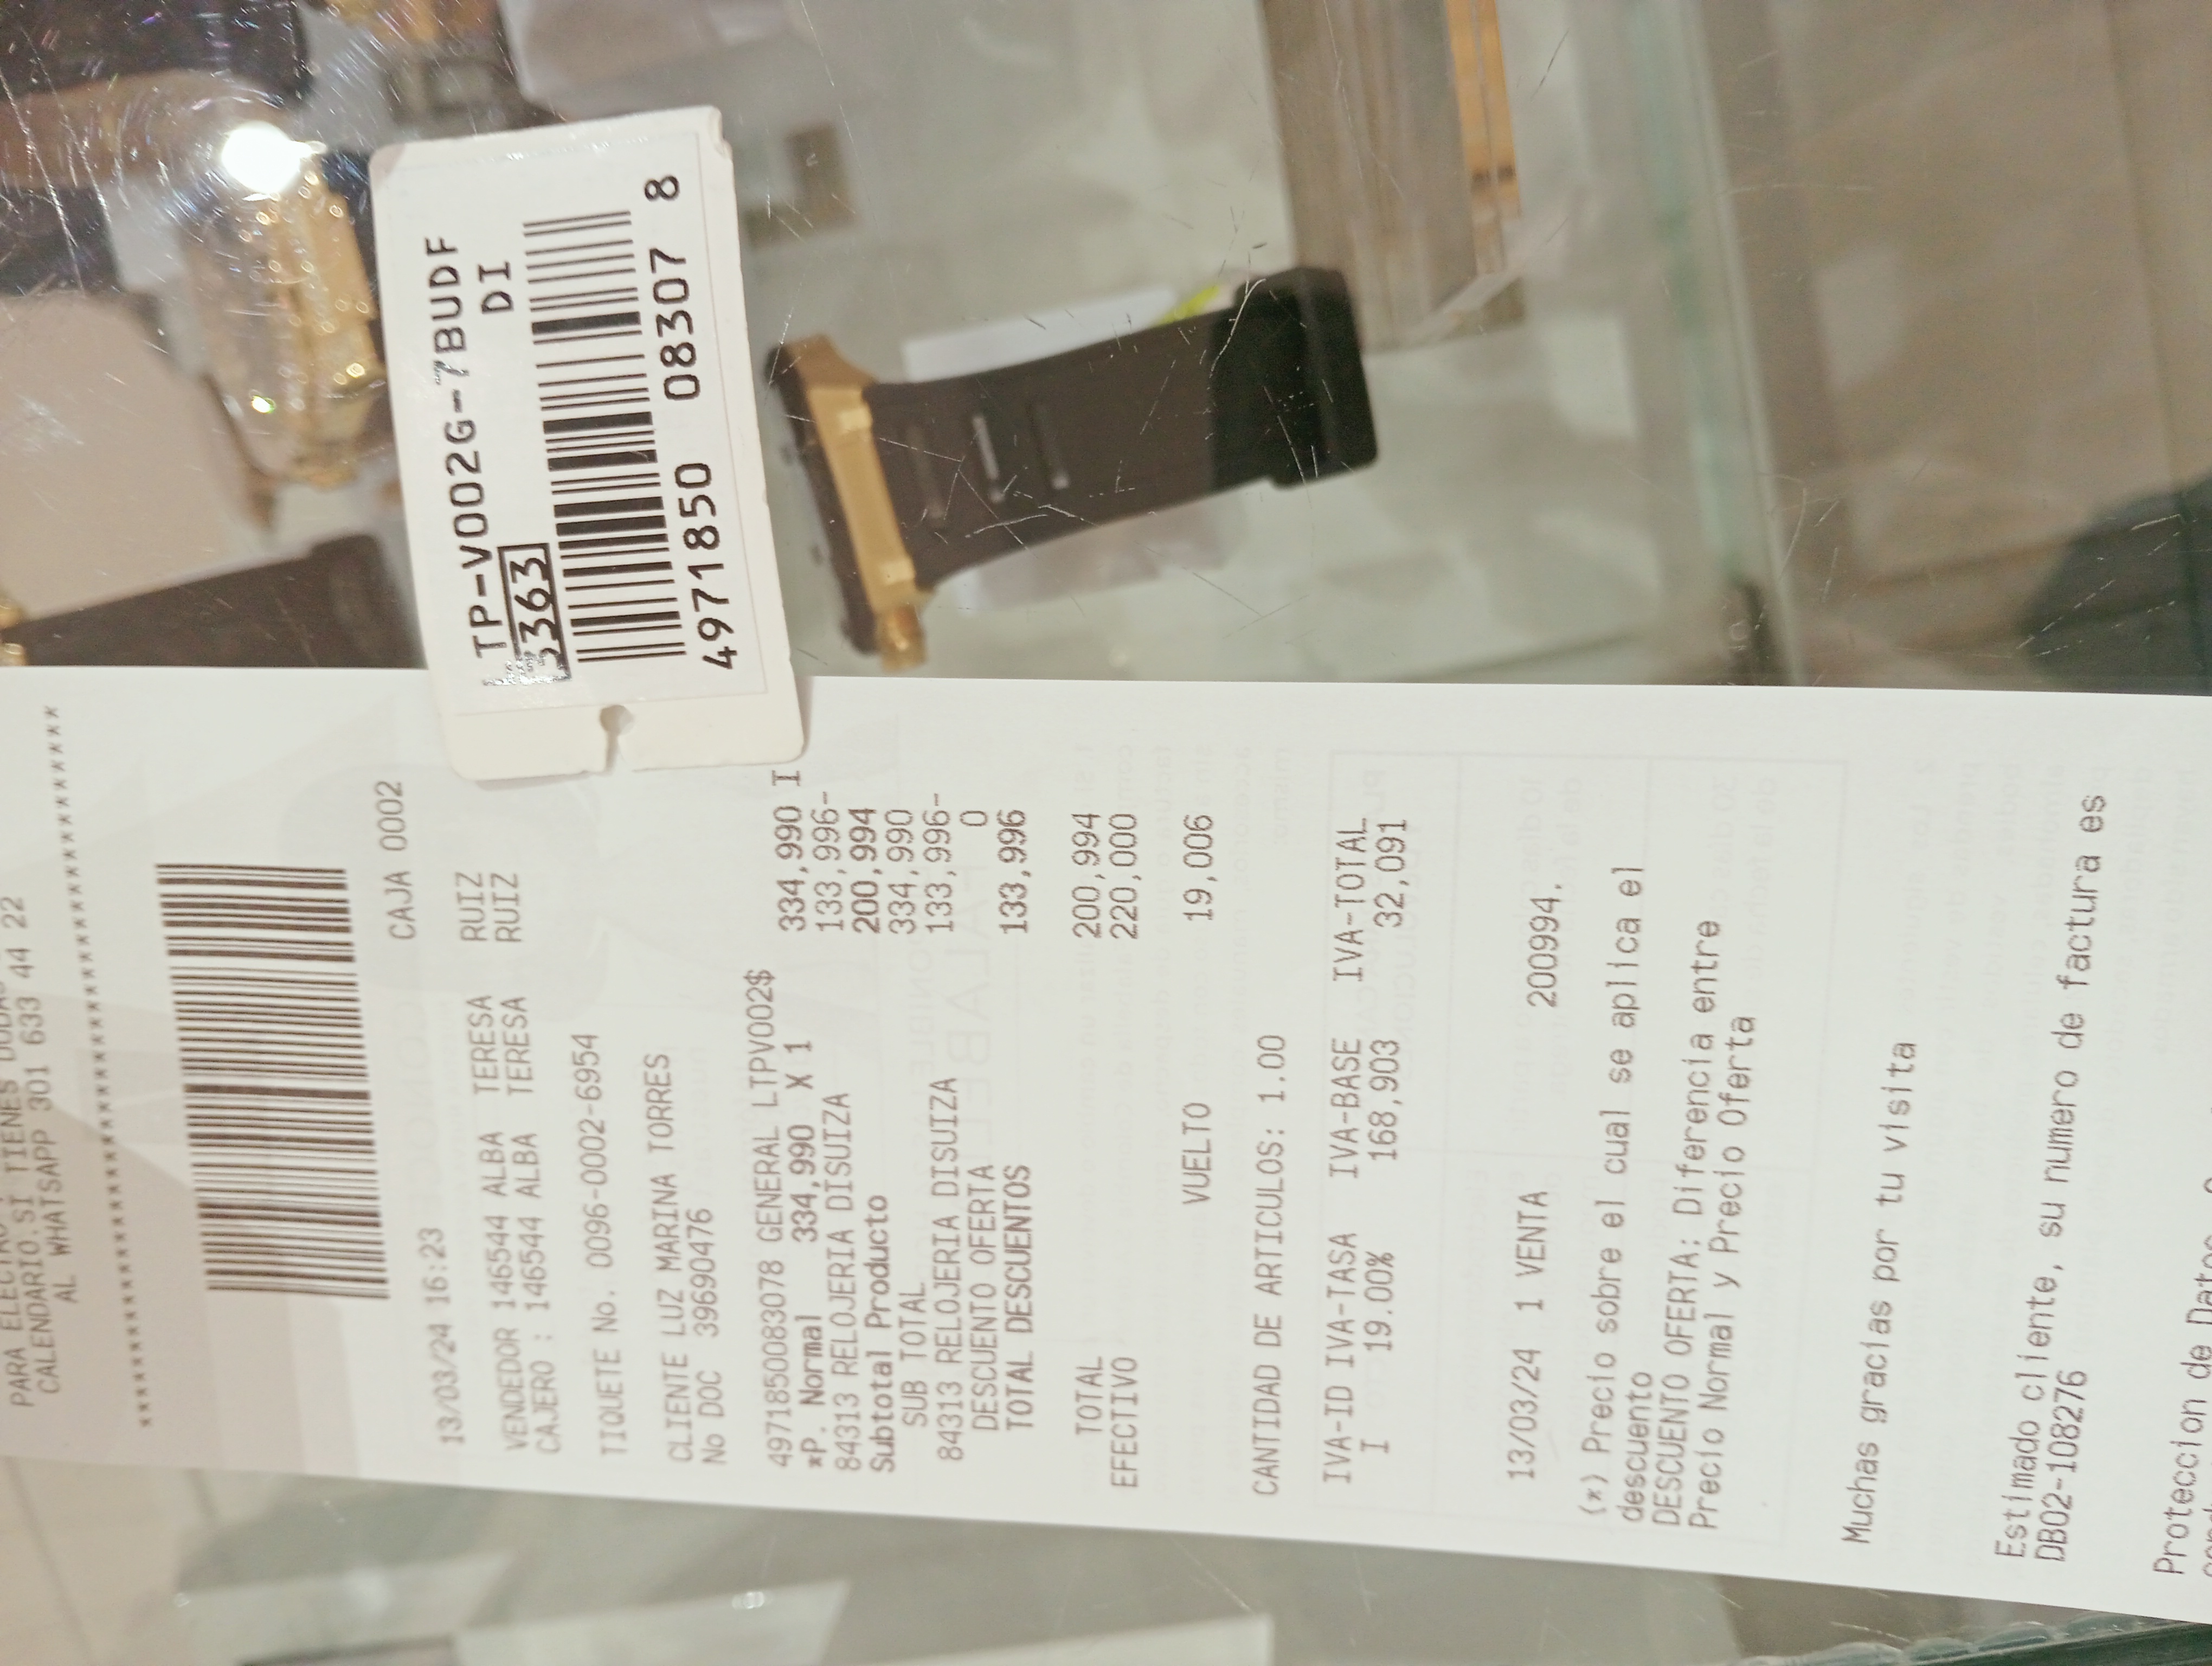 PARA
CALENDARIO.SI TIENES
AL WHATSAPP 301 633 44 22
****************************************
CAJA 0002
13/03/24 16:23
VENDEDOR 146544 ALBA TERESA RUIZ
CAJERO : 146544 ALBA TERESA RUIZ
TIQUETE No. 0096-0002-6954
CLIENTE LUZ MARINA TORRES
No DOC 39690476
4971850083078 GENERAL LTPV002$
*P. Normal 334,990 X 1 334,990 I
84313 RELOJERIA DISUIZA 133,996-
Subtotal Producto 200,994
SUB TOTAL 334,990
84313 RELOJERIA DISUIZA 133,996-
DESCUENTO OFERTA 0
TOTAL DESCUENTOS 133,996
TOTAL 200,994
EFECTIVO 220,000
VUELTO 19,006
CANTIDAD DE ARTICULOS: 1.00
IVA-ID IVA-TASA IVA-BASE IVA-TOTAL
I 19.00% 168,903 32,091
13/03/24 1 VENTA 200994.
(*) Precio sobre el cual se aplica el
descuento
DESCUENTO OFERTA: Diferencia entre
Precio Normal y Precio Oferta
Muchas gracias por tu visita
Estimado cliente, su numero de factura es
DB02-108276
Proteccion de Datos
TP-V002G-7BUDF
3363 DI
4971850 08307 8